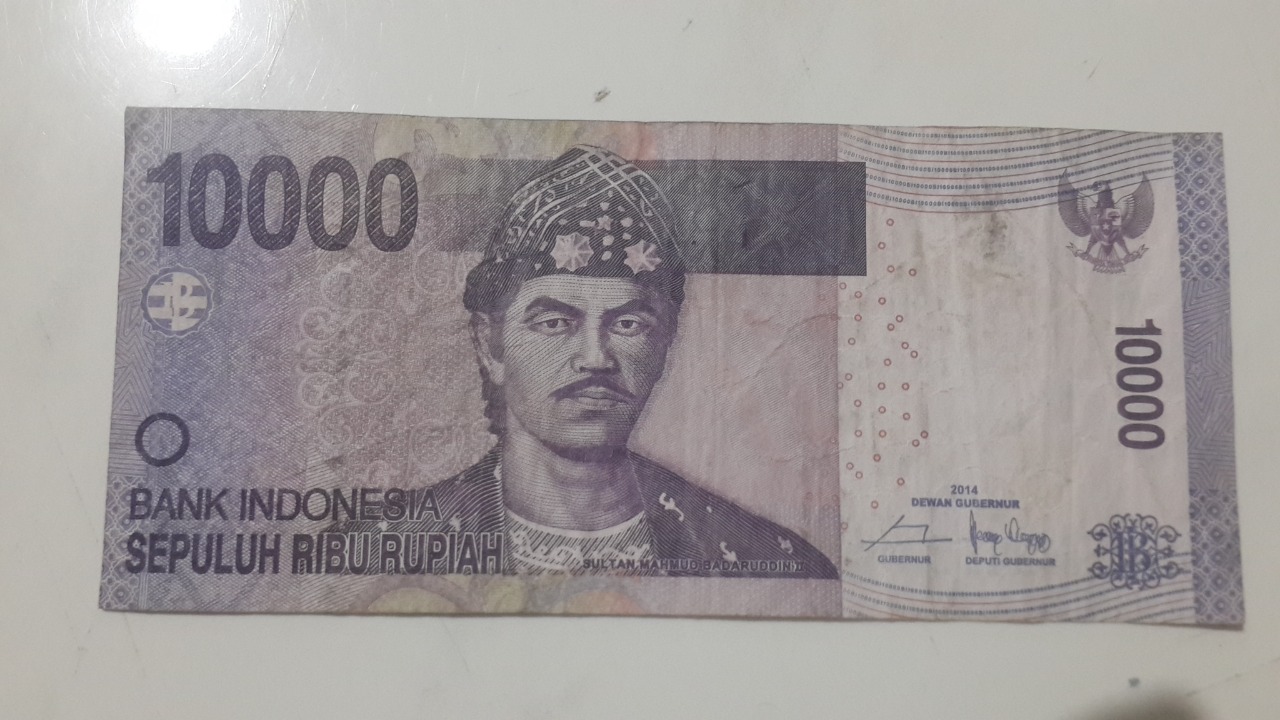 10000
BANK INDONESIA
SEPULUH RIBU RUPIAH
SULTAN MAHMUD BADARUDDIN II
10000
2014
DEWAN GUBERNUR
GUBERNUR
DEPUTI GUBERNUR